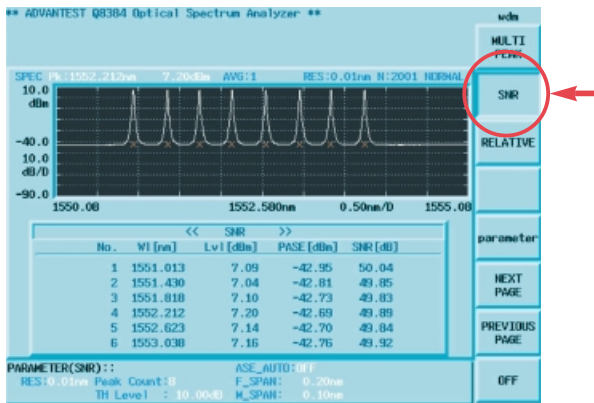 ** ADVANTEST Q8384 Optical Spectrum Analyzer **
wdm
MULTI
PEAK
SPEC Pk:1552.212nm 7.20dBm AVG:1 RES:0.01nm N:2001 NORMAL
10.0
dBm
SNR
-40.0
RELATIVE
10.0
dB/D
-90.0
1550.08 1552.580nm 0.50nm/D 1555.08
<< SNR >>
parameter
No. Wl[nm] Lvl[dBm] PASE[dBm] SNR[dB]
1 1551.013 7.09 -42.95 50.04
2 1551.430 7.04 -42.81 49.85
NEXT
PAGE
3 1551.818 7.10 -42.73 49.83
4 1552.212 7.20 -42.69 49.89
5 1552.623 7.14 -42.70 49.84
PREVIOUS
PAGE
6 1553.038 7.16 -42.76 49.92
PARAMETER(SNR):: ASE_AUTO:OFF
RES:0.01nm Peak Count:8 F_SPAN: 0.20nm
OFF
TH Level : 10.00dB M_SPAN: 0.10nm